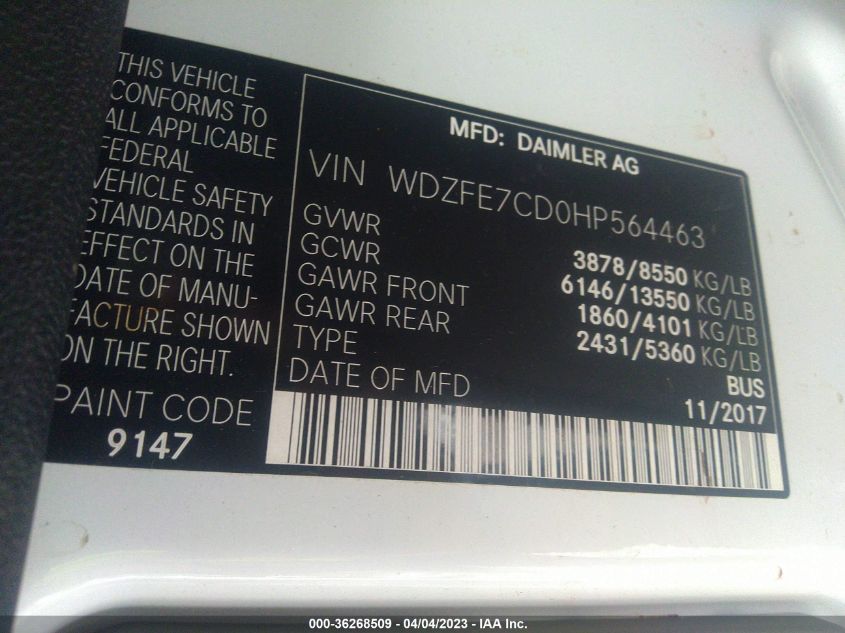 THIS VEHICLE
CONFORMS TO
ALL APPLICABLE
FEDERAL
VEHICLE SAFETY
STANDARDS IN
EFFECT ON THE
DATE OF MANU-
FACTURE SHOWN
ON THE RIGHT.
PAINT CODE
9147
MFD: DAIMLER AG
VIN WDZFE7CD0HP564463
GVWR 3878/8550 KG/LB
GCWR 6146/13550 KG/LB
GAWR FRONT 1860/4101 KG/LB
GAWR REAR 2431/5360 KG/LB
TYPE BUS
DATE OF MFD 11/2017
000-36268509 - 04/04/2023 - IAA Inc.